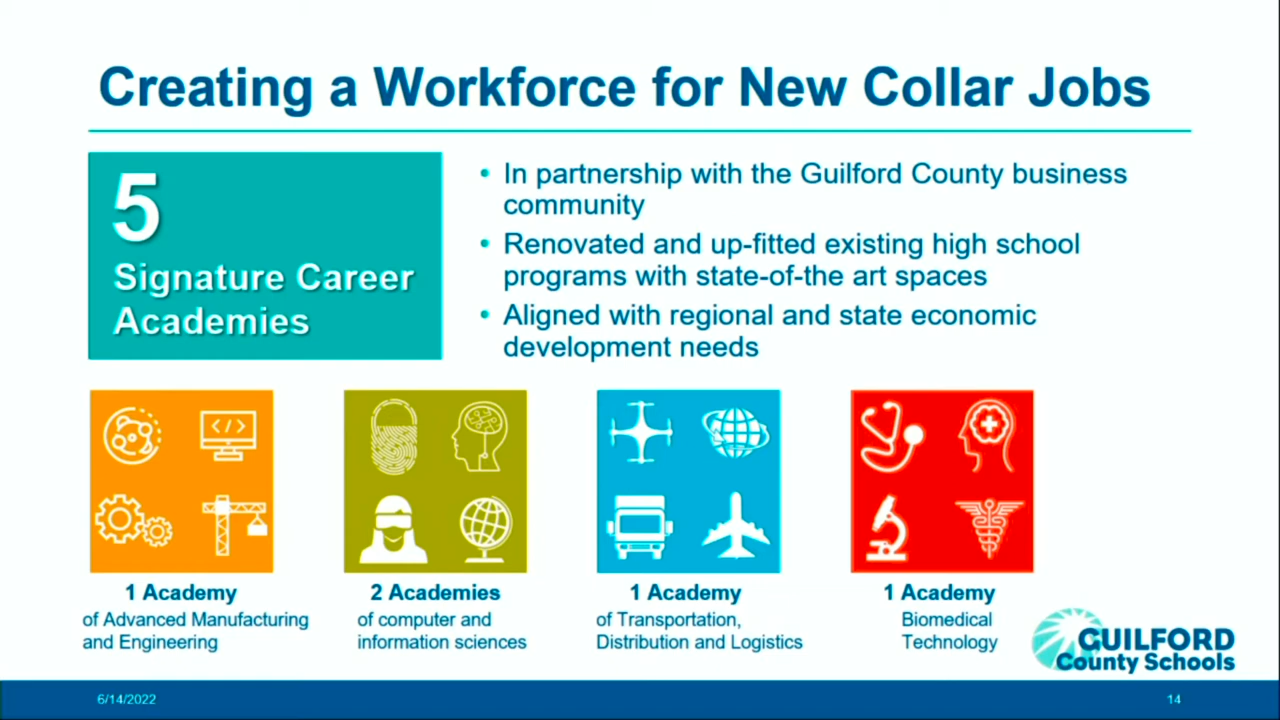 Creating a Workforce for New Collar Jobs
5
Signature Career
Academies
• In partnership with the Guilford County business
community
• Renovated and up-fitted existing high school
programs with state-of-the art spaces
• Aligned with regional and state economic
development needs
</>
1 Academy
of Advanced Manufacturing
and Engineering
2 Academies
of computer and
information sciences
1 Academy
of Transportation,
Distribution and Logistics
1 Academy
Biomedical
Technology
GUILFORD
County Schools
6/14/2022
14